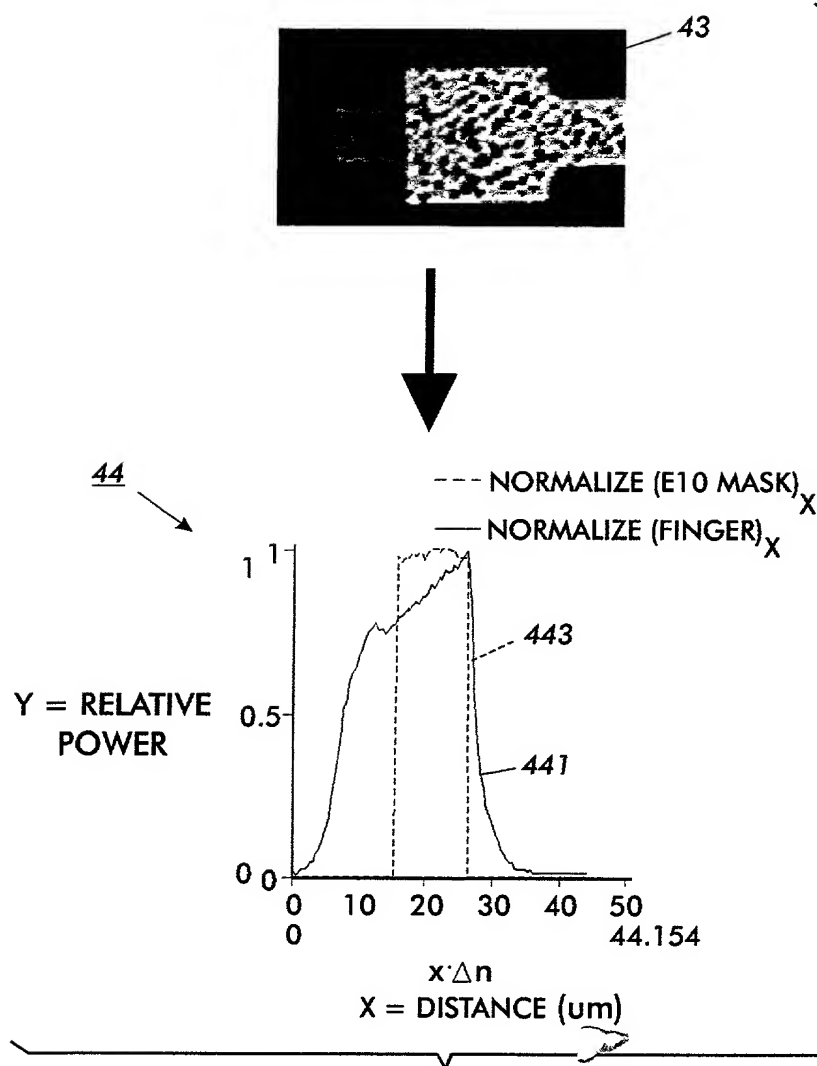 43
44
--- NORMALIZE (E10 MASK)X
— NORMALIZE (FINGER)X
1 1
443
Y = RELATIVE
POWER
0.5
441
0 0
0 10 20 30 40 50
0 44.154
x·Δn
X = DISTANCE (um)